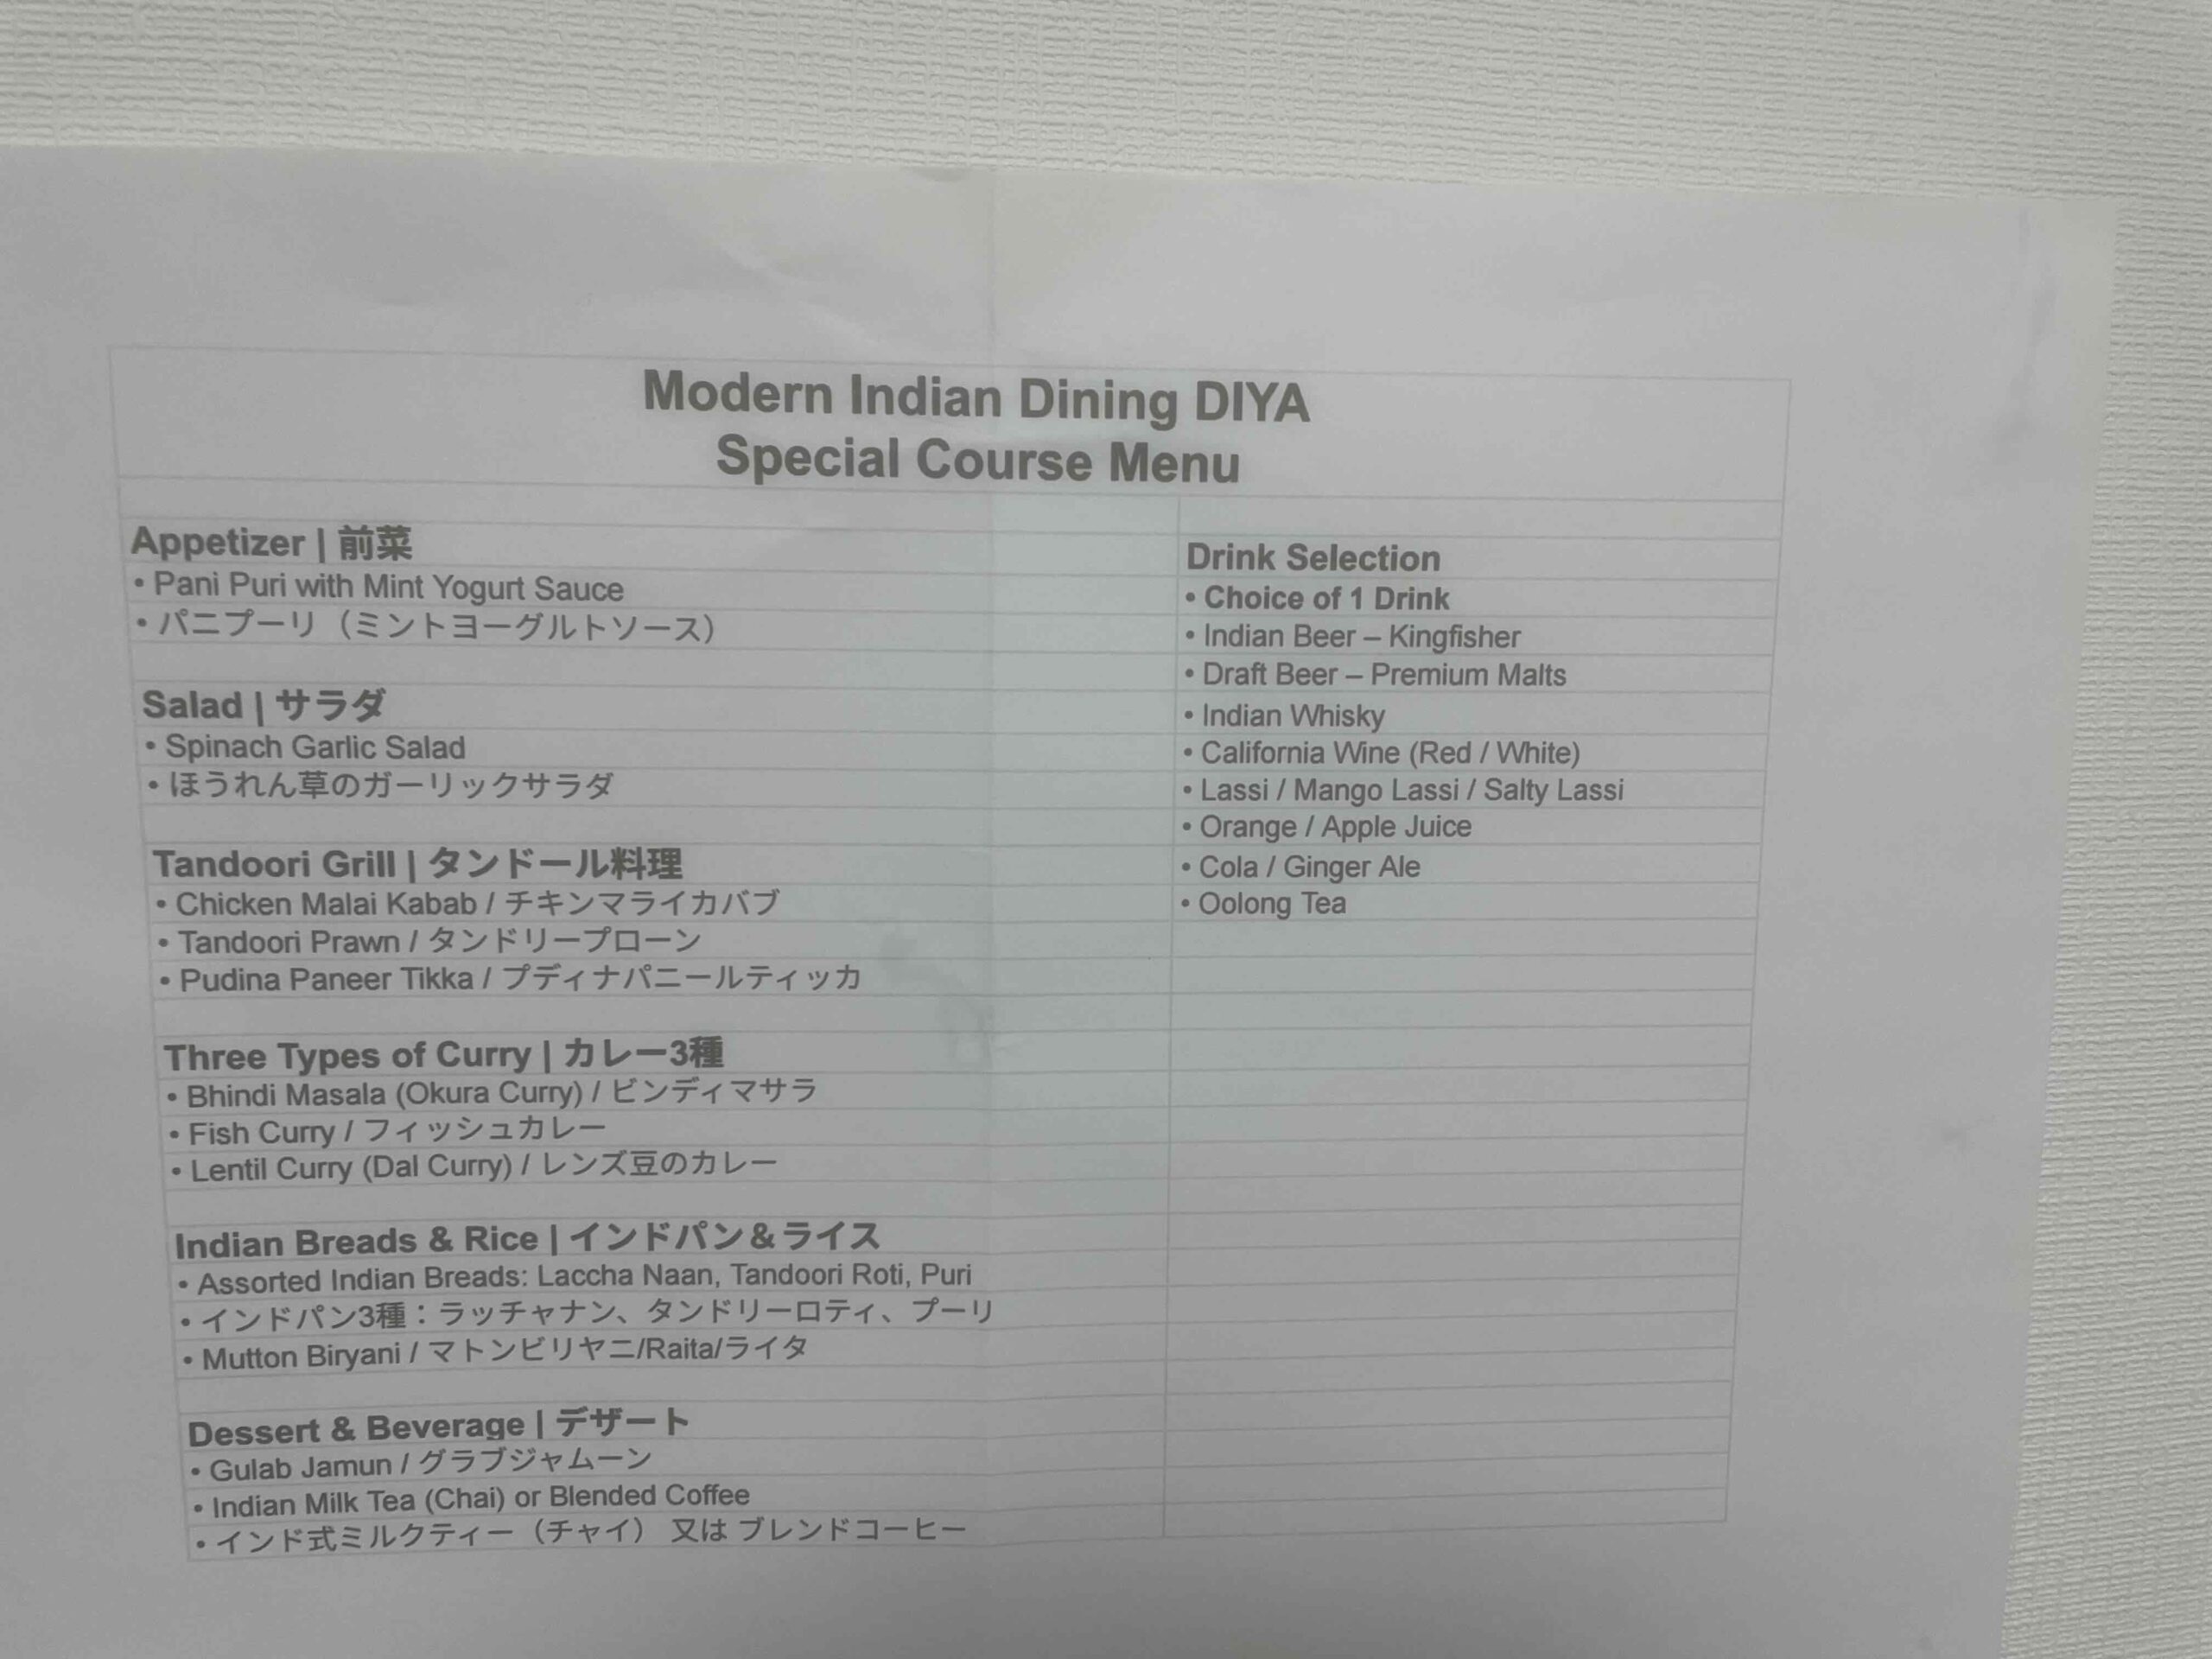 Modern Indian Dining DIYA
Special Course Menu
Appetizer | 前菜
• Pani Puri with Mint Yogurt Sauce
• パニプーリ（ミントヨーグルトソース）
Salad | サラダ
• Spinach Garlic Salad
• ほうれん草のガーリックサラダ
Tandoori Grill | タンドール料理
• Chicken Malai Kabab / チキンマライカバブ
• Tandoori Prawn / タンドリープローン
• Pudina Paneer Tikka / プディナパニールティッカ
Three Types of Curry | カレー3種
• Bhindi Masala (Okura Curry) / ビンディマサラ
• Fish Curry / フィッシュカレー
• Lentil Curry (Dal Curry) / レンズ豆のカレー
Indian Breads & Rice | インドパン＆ライス
• Assorted Indian Breads: Laccha Naan, Tandoori Roti, Puri
• インドパン3種：ラッチャナン、タンドリーロティ、プーリ
• Mutton Biryani / マトンビリヤニ/Raita/ライタ
Dessert & Beverage | デザート
• Gulab Jamun / グラブジャムーン
• Indian Milk Tea (Chai) or Blended Coffee
• インド式ミルクティー（チャイ） 又は ブレンドコーヒー
Drink Selection
• Choice of 1 Drink
• Indian Beer – Kingfisher
• Draft Beer – Premium Malts
• Indian Whisky
• California Wine (Red / White)
• Lassi / Mango Lassi / Salty Lassi
• Orange / Apple Juice
• Cola / Ginger Ale
• Oolong Tea